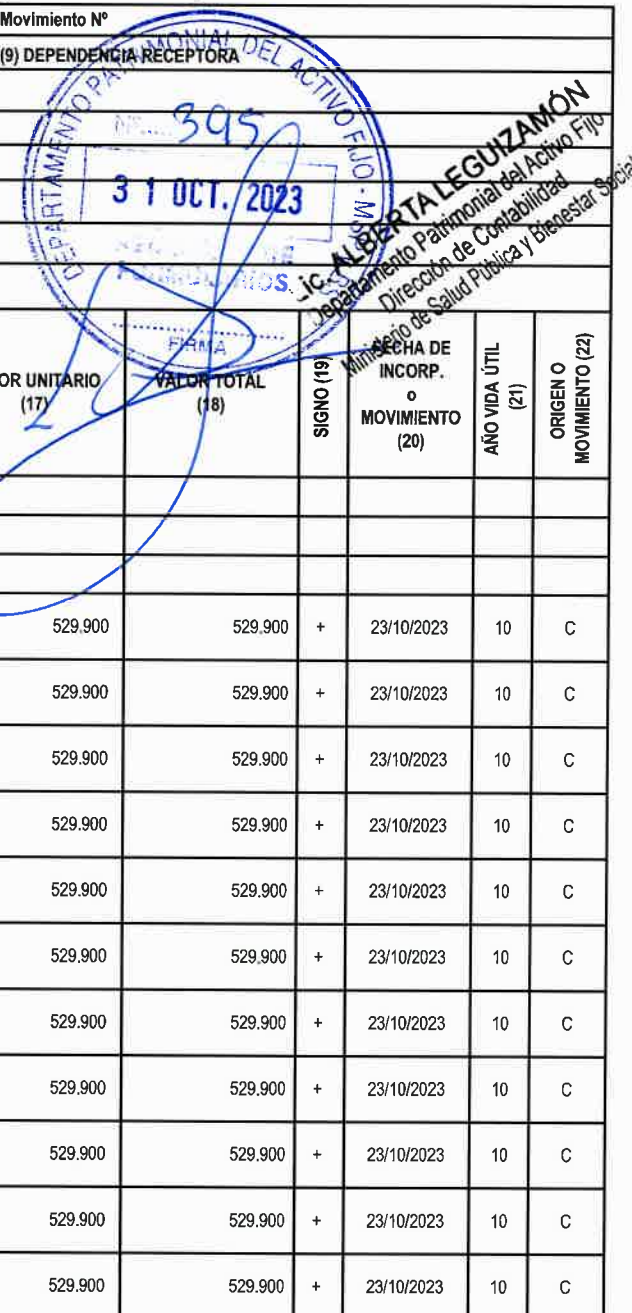 Movimiento Nº
(9) DEPENDENCIA RECEPTORA
DEPARTAMENTO PATRIMONIAL DEL ACTIVO FIJO - M
395
31 OCT. 2023
FIRMA
Lic. ALBERTA LEGUIZAMÓN
Departamento Patrimonial del Activo Fijo
Dirección de Contabilidad
Ministerio de Salud Pública y Bienestar Social
OR UNITARIO
(17)
VALOR TOTAL
(18)
SIGNO (19)
FECHA DE
INCORP.
o
MOVIMIENTO
(20)
AÑO VIDA ÚTIL
(21)
ORIGEN O
MOVIMIENTO (22)
529.900 529.900 + 23/10/2023 10 C
529.900 529.900 + 23/10/2023 10 C
529.900 529.900 + 23/10/2023 10 C
529.900 529.900 + 23/10/2023 10 C
529.900 529.900 + 23/10/2023 10 C
529.900 529.900 + 23/10/2023 10 C
529.900 529.900 + 23/10/2023 10 C
529.900 529.900 + 23/10/2023 10 C
529.900 529.900 + 23/10/2023 10 C
529.900 529.900 + 23/10/2023 10 C
529.900 529.900 + 23/10/2023 10 C